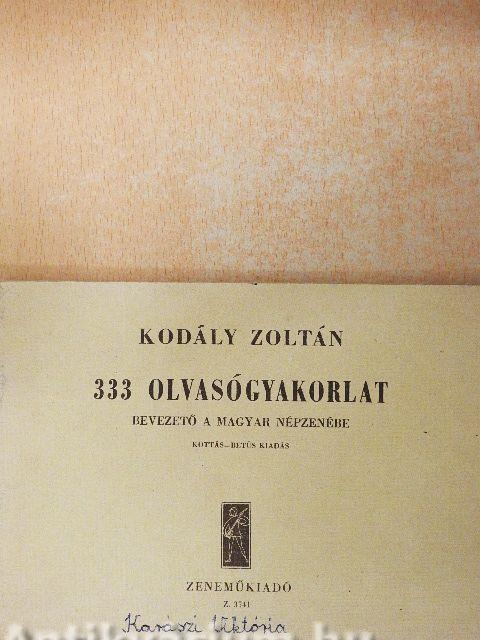 KODÁLY ZOLTÁN
333 OLVASÓGYAKORLAT
BEVEZETŐ A MAGYAR NÉPZENÉBE
KOTTÁS–BETŰS KIADÁS
ZENEMŰKIADÓ
Z. 3741
Karászi Viktória